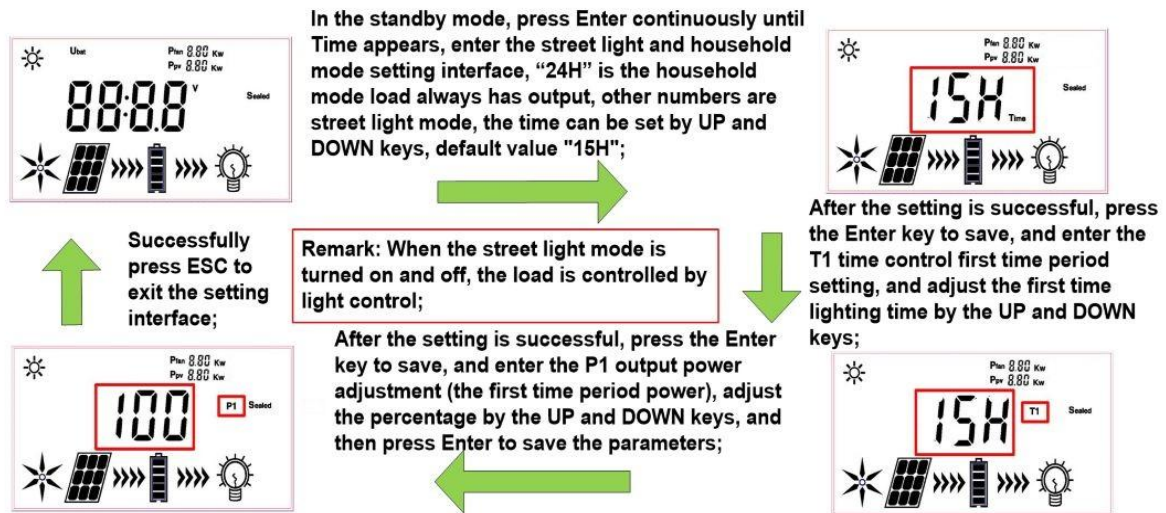 Ubat
Pfan 8.80 Kw
Ppv 8.80 Kw
88:8.8 V
Sealed
In the standby mode, press Enter continuously until
Time appears, enter the street light and household
mode setting interface, “24H” is the household
mode load always has output, other numbers are
street light mode, the time can be set by UP and
DOWN keys, default value "15H";
Pfan 8.80 Kw
Ppv 8.80 Kw
15H
Time
Sealed
After the setting is successful, press
the Enter key to save, and enter the
T1 time control first time period
setting, and adjust the first time
lighting time by the UP and DOWN
keys;
Remark: When the street light mode is
turned on and off, the load is controlled by
light control;
Pfan 8.80 Kw
Ppv 8.80 Kw
15H
T1
Sealed
After the setting is successful, press the Enter
key to save, and enter the P1 output power
adjustment (the first time period power), adjust
the percentage by the UP and DOWN keys, and
then press Enter to save the parameters;
Pfan 8.80 Kw
Ppv 8.80 Kw
100
P1
Sealed
Successfully
press ESC to
exit the setting
interface;